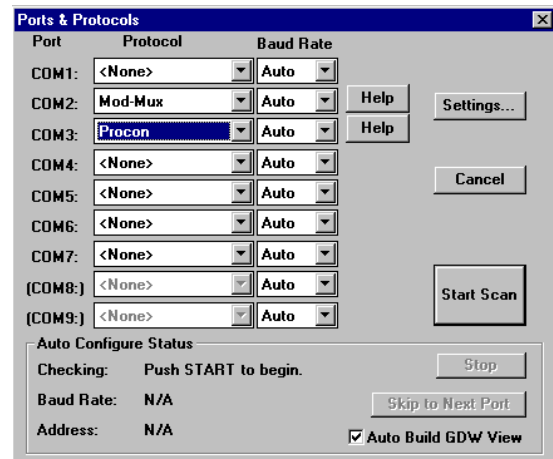 Ports & Protocols
Port Protocol Baud Rate
COM1: <None> Auto
COM2: Mod-Mux Auto Help Settings...
COM3: Procon Auto Help
COM4: <None> Auto
COM5: <None> Auto Cancel
COM6: <None> Auto
COM7: <None> Auto
(COM8:) <None> Auto Start Scan
(COM9:) <None> Auto
Auto Configure Status
Checking: Push START to begin. Stop
Baud Rate: N/A Skip to Next Port
Address: N/A Auto Build GDW View